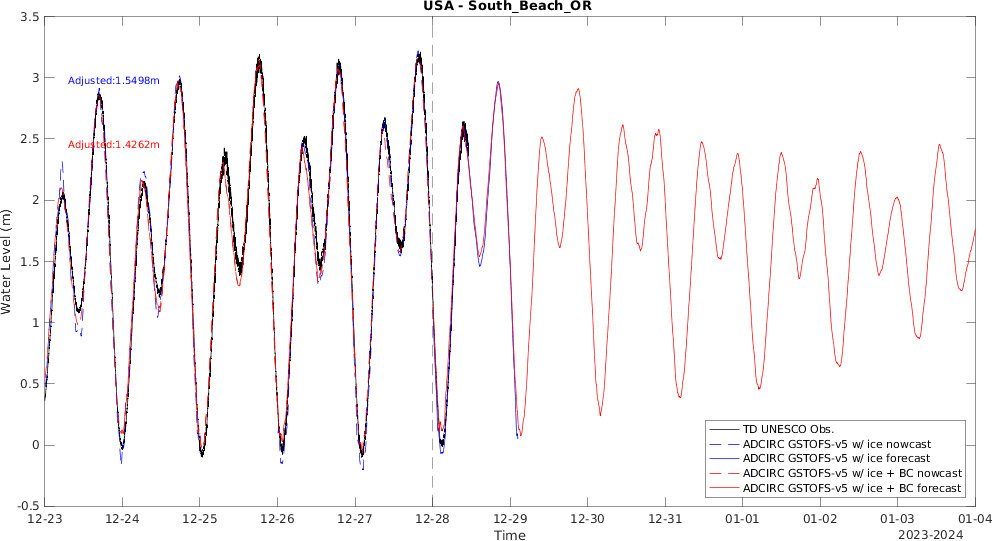 USA - South_Beach_OR
3.5
3
2.5
2
1.5
1
0.5
0
-0.5
Water Level (m)
Adjusted:1.5498m
Adjusted:1.4262m
TD UNESCO Obs.
ADCIRC GSTOFS-v5 w/ ice nowcast
ADCIRC GSTOFS-v5 w/ ice forecast
ADCIRC GSTOFS-v5 w/ ice + BC nowcast
ADCIRC GSTOFS-v5 w/ ice + BC forecast
12-23 12-24 12-25 12-26 12-27 12-28 12-29 12-30 12-31 01-01 01-02 01-03 01-04
Time
2023-2024